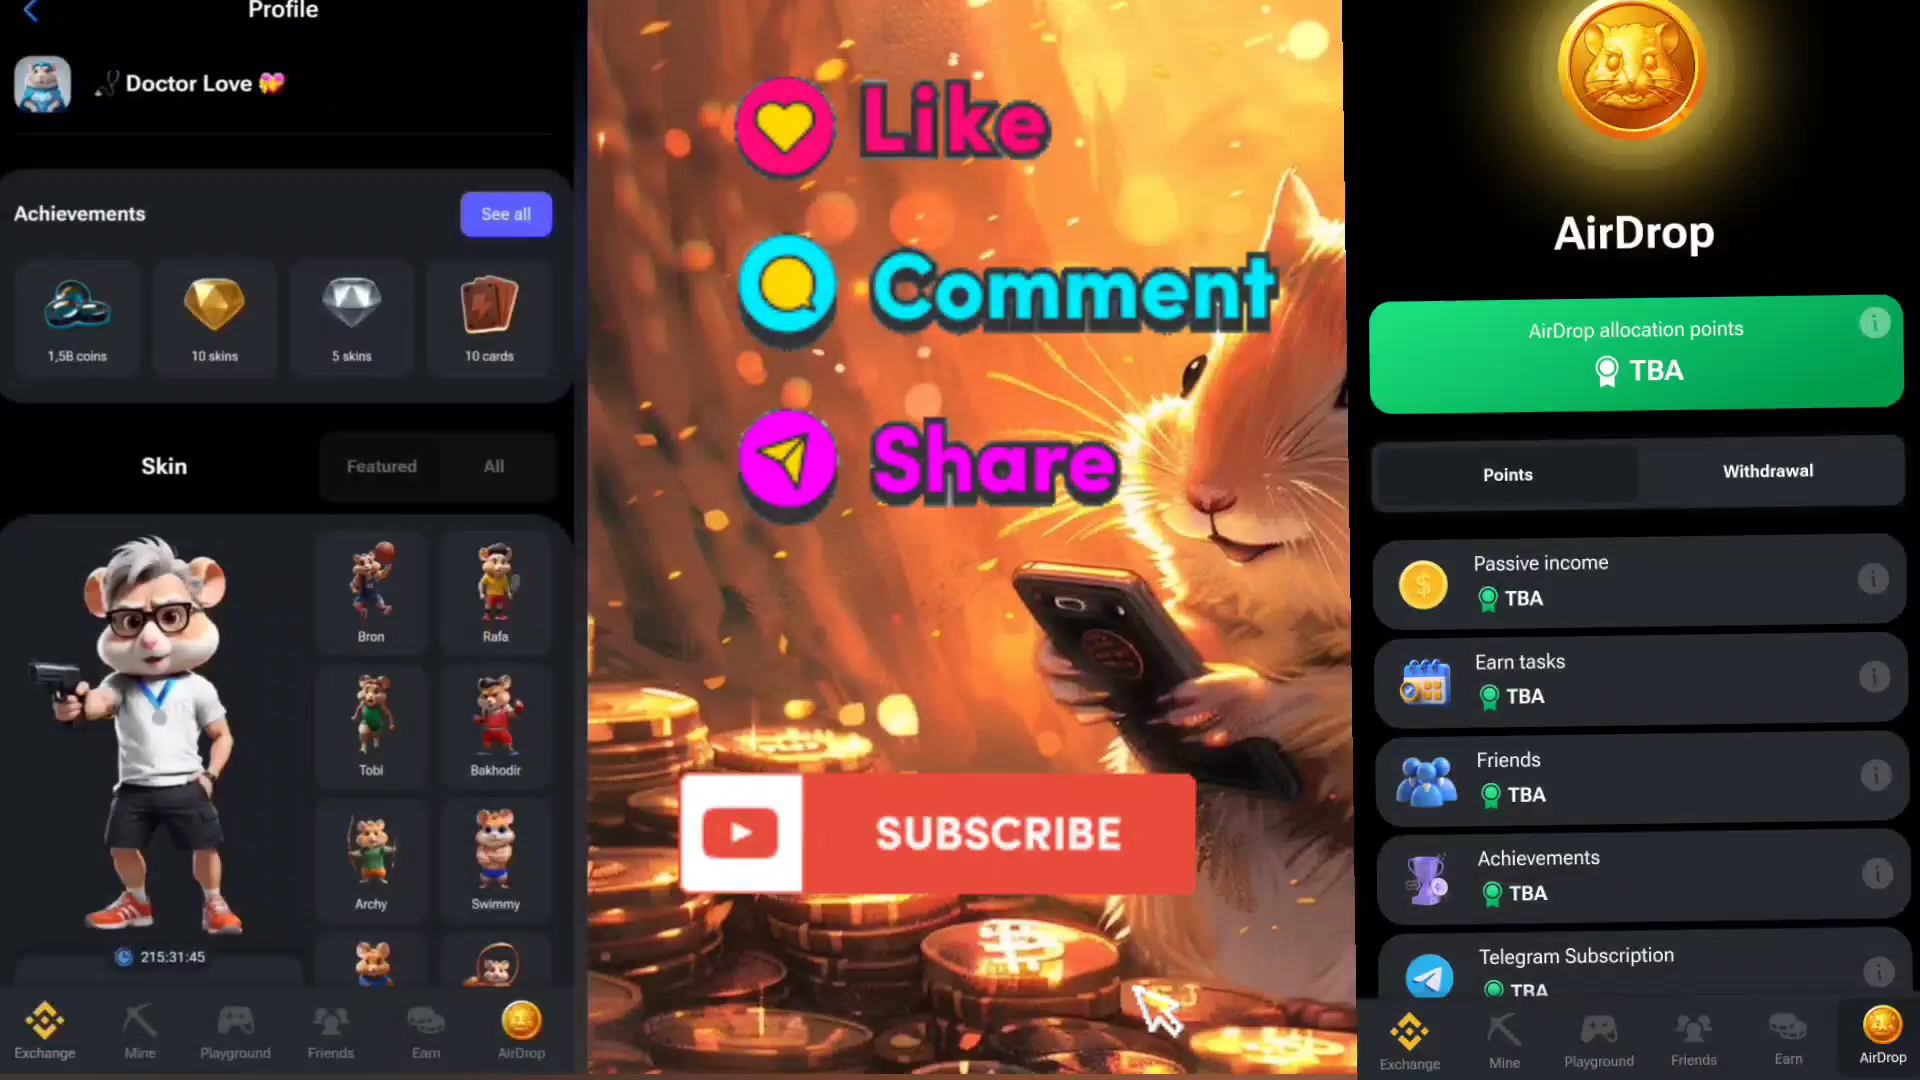 Profile
Doctor Love
Achievements
See all
1,5B coins
10 skins
5 skins
10 cards
Skin
Featured
All
Bron
Rafa
Tobi
Bakhodir
Archy
Swimmy
215:31:45
Exchange
Mine
Playground
Friends
Earn
AirDrop
Like
Comment
Share
SUBSCRIBE
AirDrop
AirDrop allocation points
TBA
Points
Withdrawal
Passive income
TBA
Earn tasks
TBA
Friends
TBA
Achievements
TBA
Telegram Subscription
TBA
Exchange
Mine
Playground
Friends
Earn
AirDrop